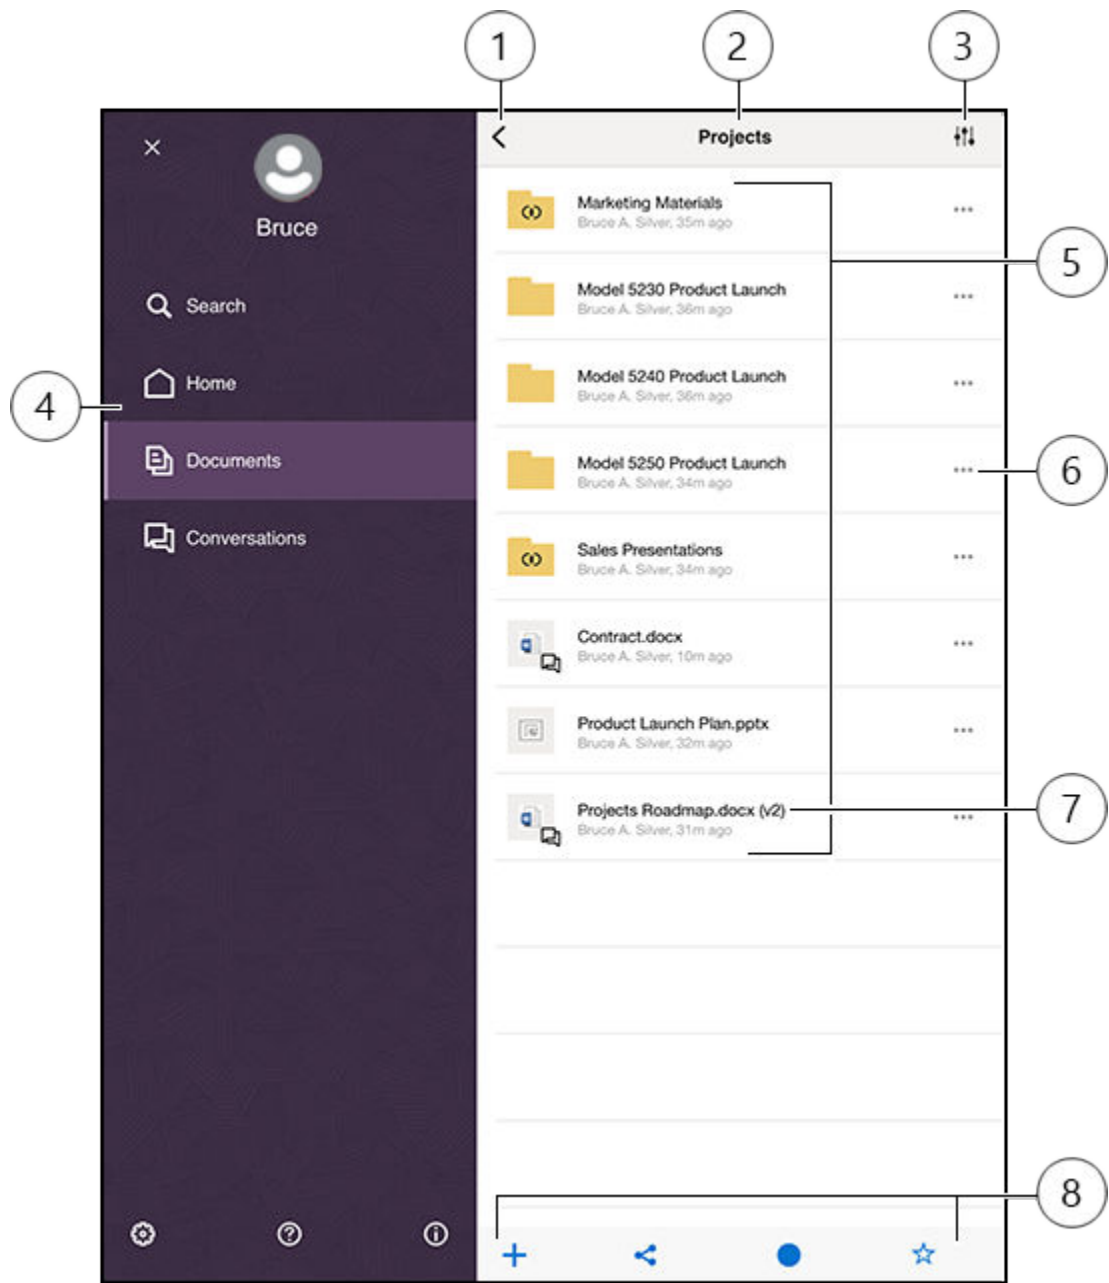 1
2
3
Projects
Bruce
Search
Home
Documents
Conversations
4
Marketing Materials
Bruce A. Silver, 35m ago
5
Model 5230 Product Launch
Bruce A. Silver, 36m ago
Model 5240 Product Launch
Bruce A. Silver, 36m ago
Model 5250 Product Launch
Bruce A. Silver, 34m ago
6
Sales Presentations
Bruce A. Silver, 34m ago
Contract.docx
Bruce A. Silver, 10m ago
Product Launch Plan.pptx
Bruce A. Silver, 32m ago
Projects Roadmap.docx (v2)
Bruce A. Silver, 31m ago
7
8